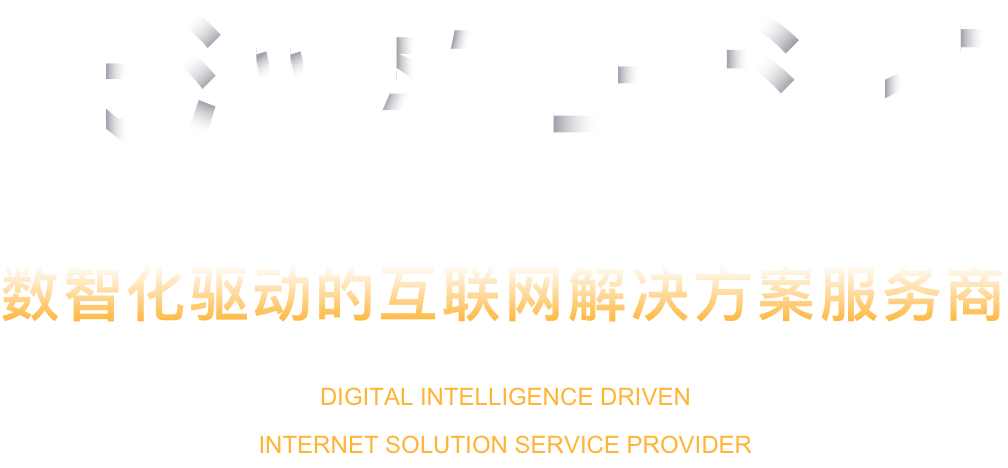 数智化驱动的互联网解决方案服务商
DIGITAL INTELLIGENCE DRIVEN
INTERNET SOLUTION SERVICE PROVIDER